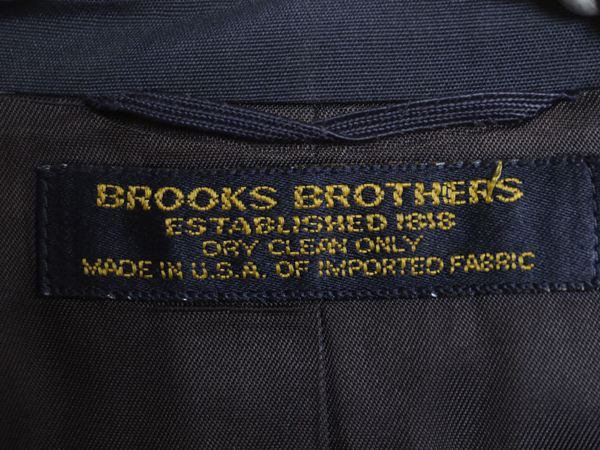 BROOKS BROTHERS
ESTABLISHED 1818
DRY CLEAN ONLY
MADE IN U.S.A. OF IMPORTED FABRIC